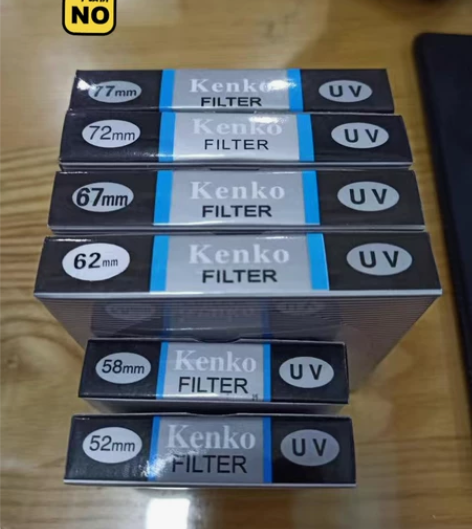 NO
77mm Kenko FILTER UV
72mm Kenko FILTER UV
67mm Kenko FILTER UV
62mm Kenko FILTER UV
58mm Kenko FILTER UV
52mm Kenko FILTER UV